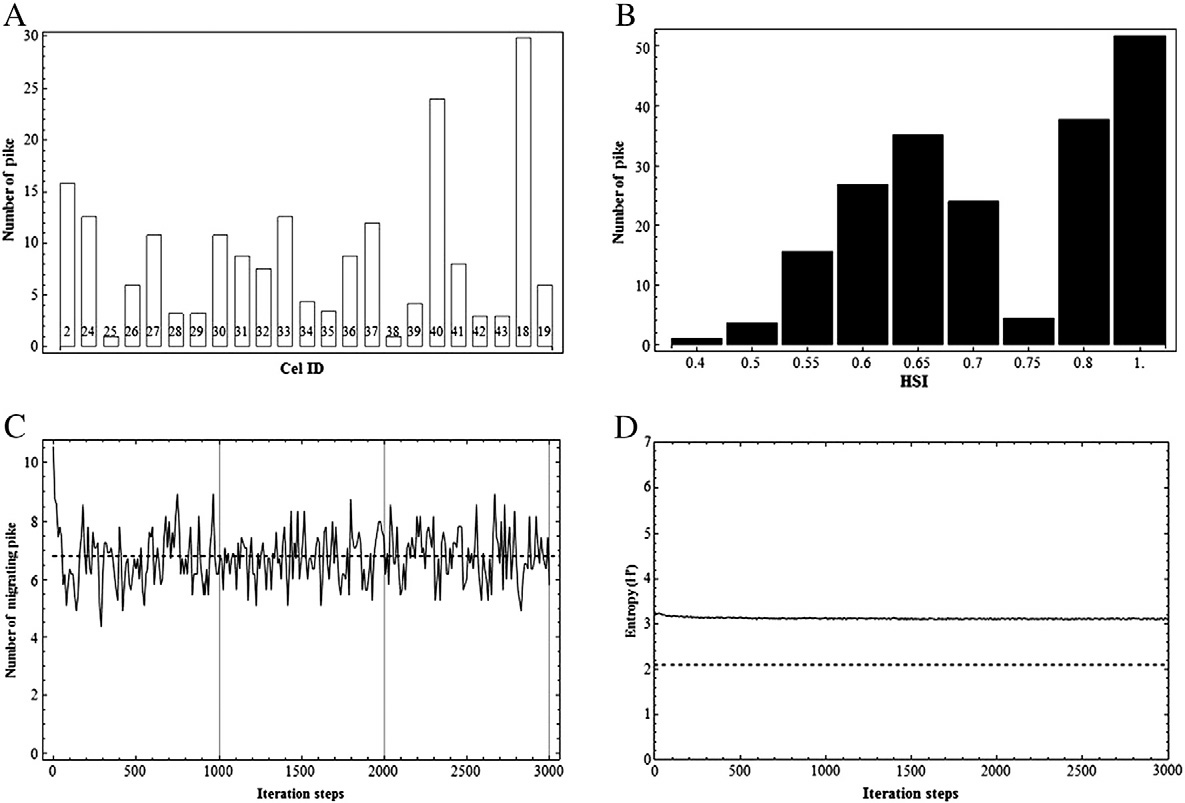 A
Number of pike
30
25
20
15
10
5
0
2 24 25 26 27 28 29 30 31 32 33 34 35 36 37 38 39 40 41 42 43 18 19
Cel ID
B
Number of pike
50
40
30
20
10
0
0.4 0.5 0.55 0.6 0.65 0.7 0.75 0.8 1.
HSI
C
Number of migrating pike
10
8
6
4
2
0
0 500 1000 1500 2000 2500 3000
Iteration steps
D
Entropy
7
6
5
4
3
2
1
0
0 500 1000 1500 2000 2500 3000
Iteration steps